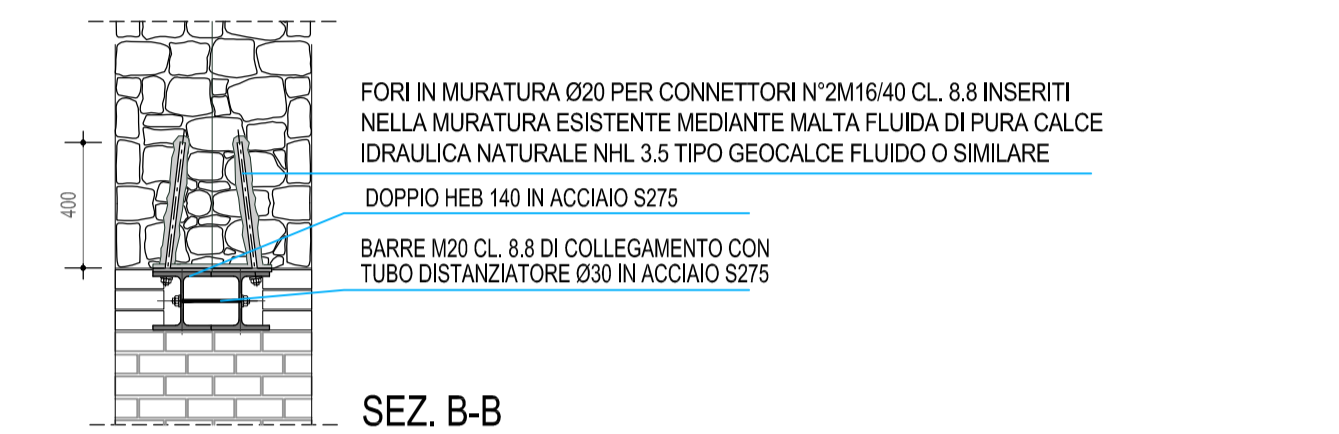 FORI IN MURATURA Ø20 PER CONNETTORI N°2M16/40 CL. 8.8 INSERITI
NELLA MURATURA ESISTENTE MEDIANTE MALTA FLUIDA DI PURA CALCE
IDRAULICA NATURALE NHL 3.5 TIPO GEOCALCE FLUIDO O SIMILARE
400
DOPPIO HEB 140 IN ACCIAIO S275
BARRE M20 CL. 8.8 DI COLLEGAMENTO CON
TUBO DISTANZIATORE Ø30 IN ACCIAIO S275
SEZ. B-B